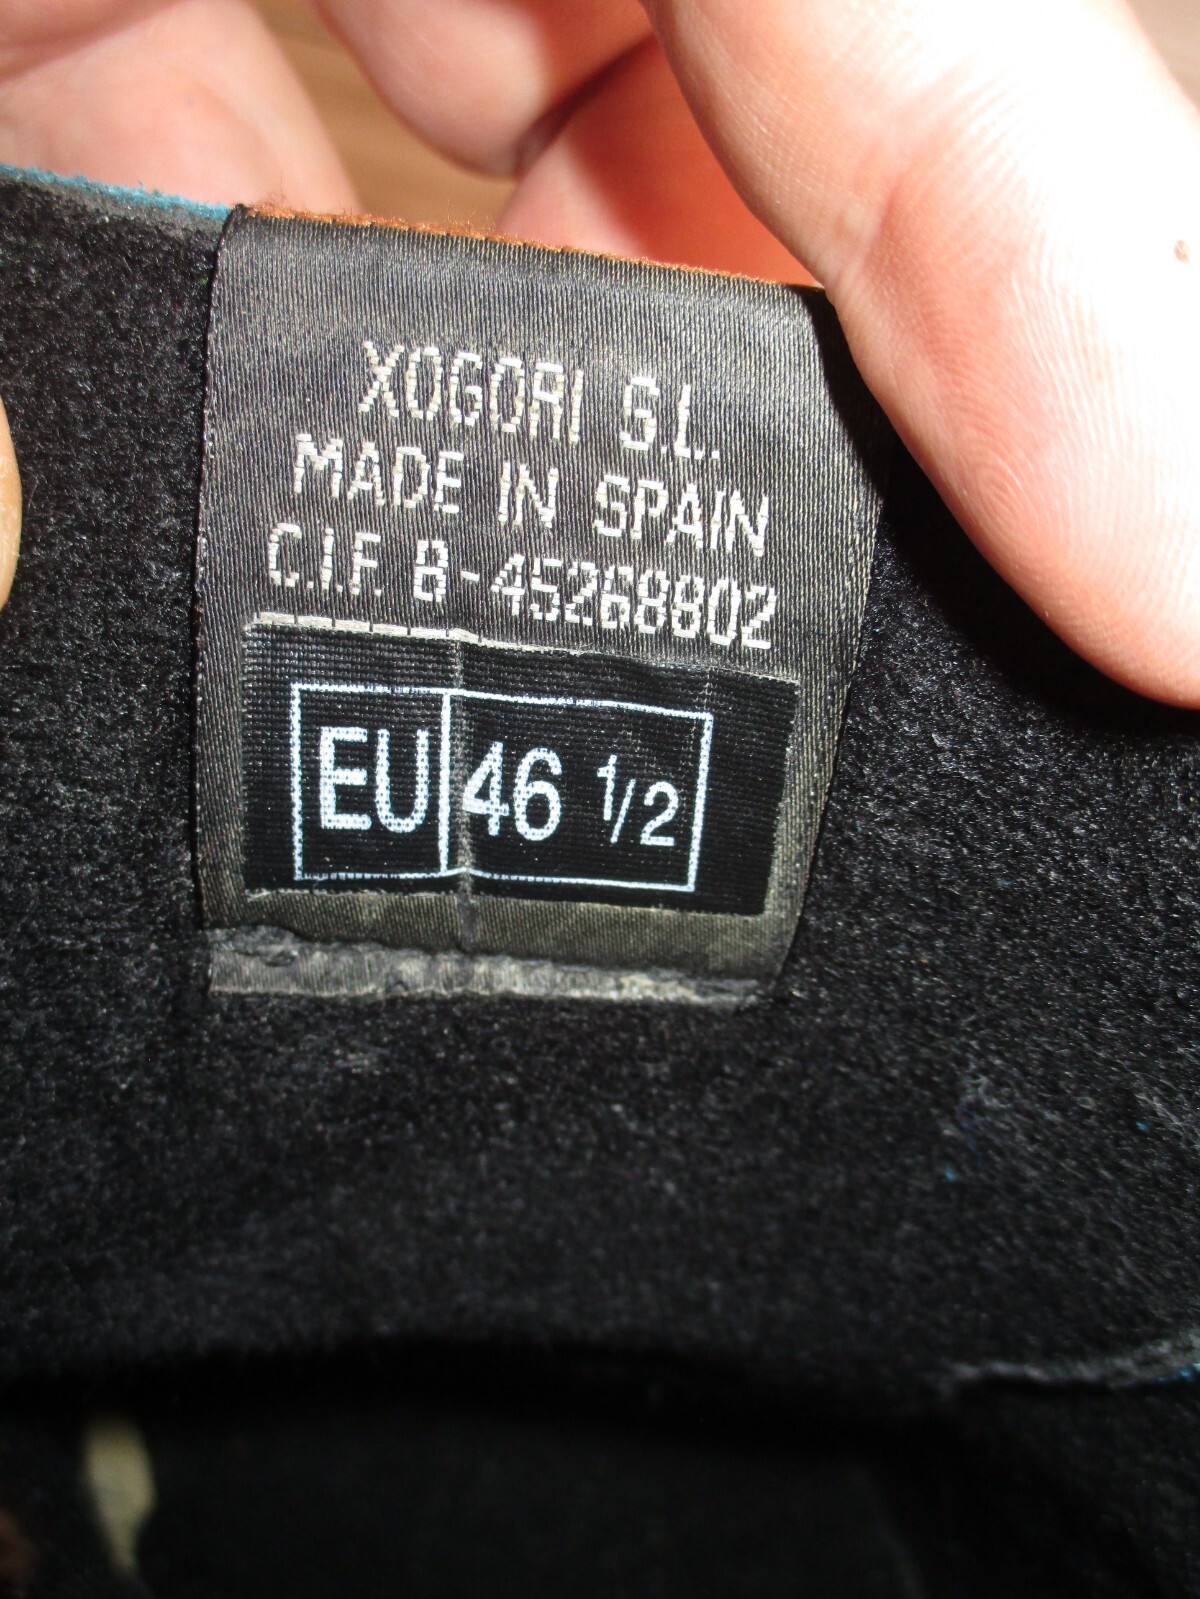 XOGORI S.L.
MADE IN SPAIN
C.I.F. B-45268802
EU 46 1/2